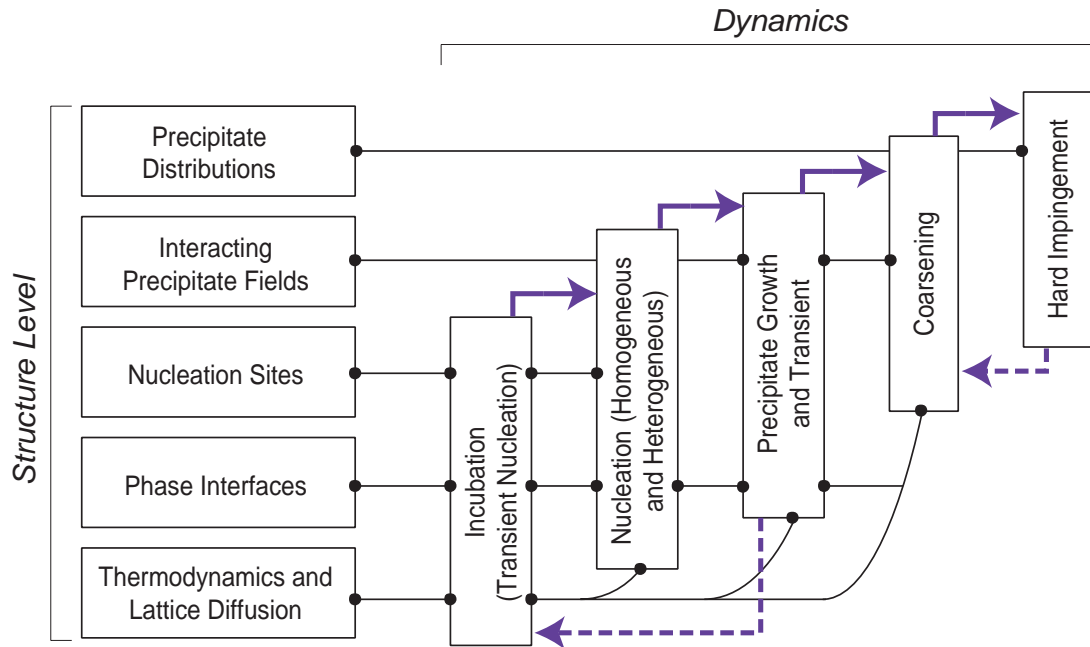 Dynamics
Structure Level
Precipitate
Distributions
Interacting
Precipitate Fields
Nucleation Sites
Phase Interfaces
Thermodynamics and
Lattice Diffusion
Incubation
(Transient Nucleation)
Nucleation (Homogeneous
and Heterogeneous)
Precipitate Growth
and Transient
Coarsening
Hard Impingement